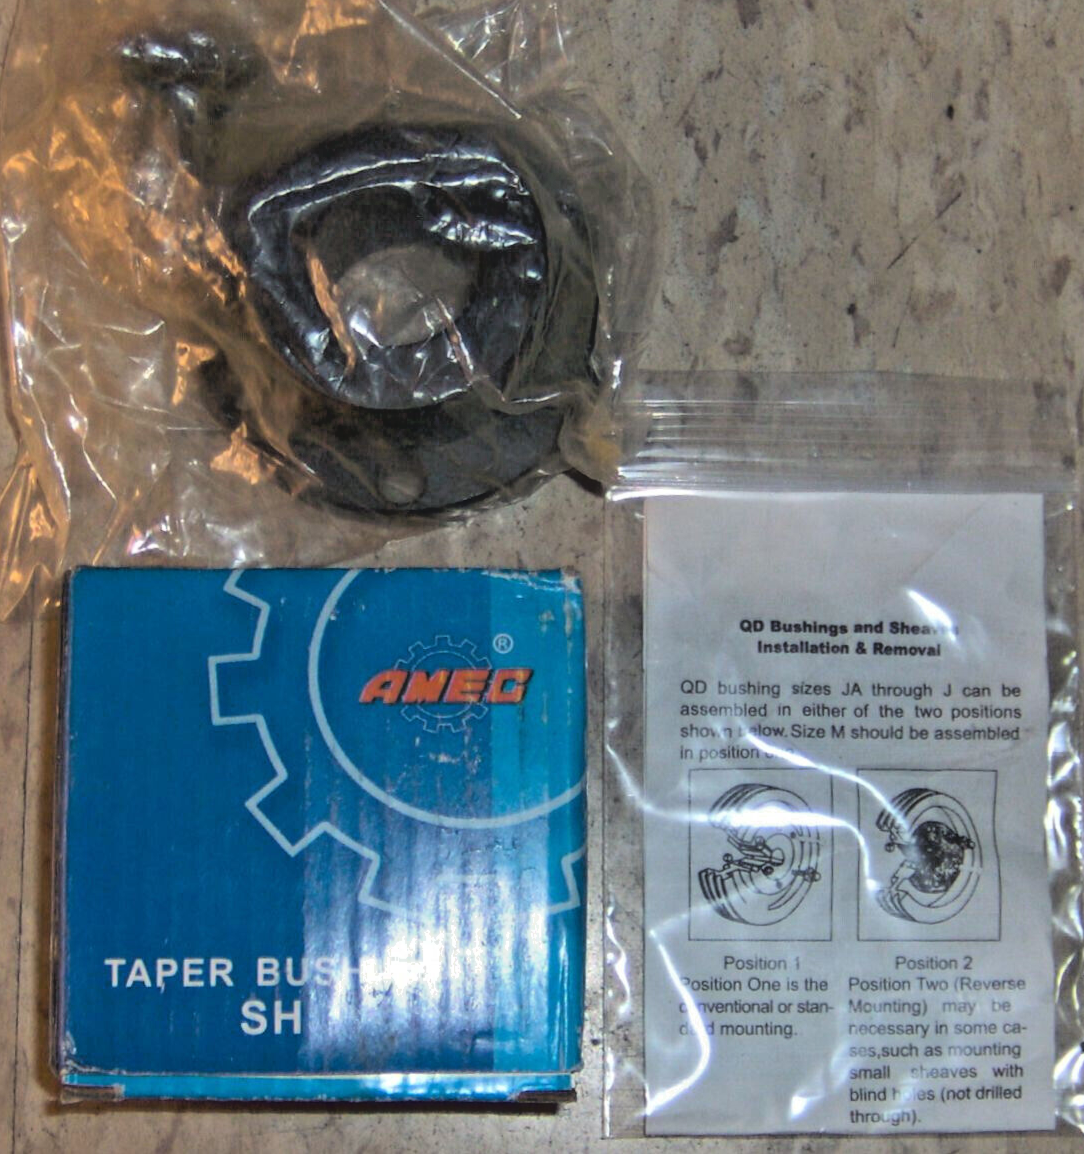 AMEC
®
TAPER
SH
QD Bushings and
Installation & Removal
QD bushing sizes JA through J can be
assembled in either of the two positions
shown below. Size M should be assembled
in position
Position 1
Position One is the
conventional or stan-
dard mounting.
Position 2
Position Two (Reverse
Mounting) may be
necessary in some ca-
ses,such as mounting
small sheaves with
blind holes (not drilled
through).